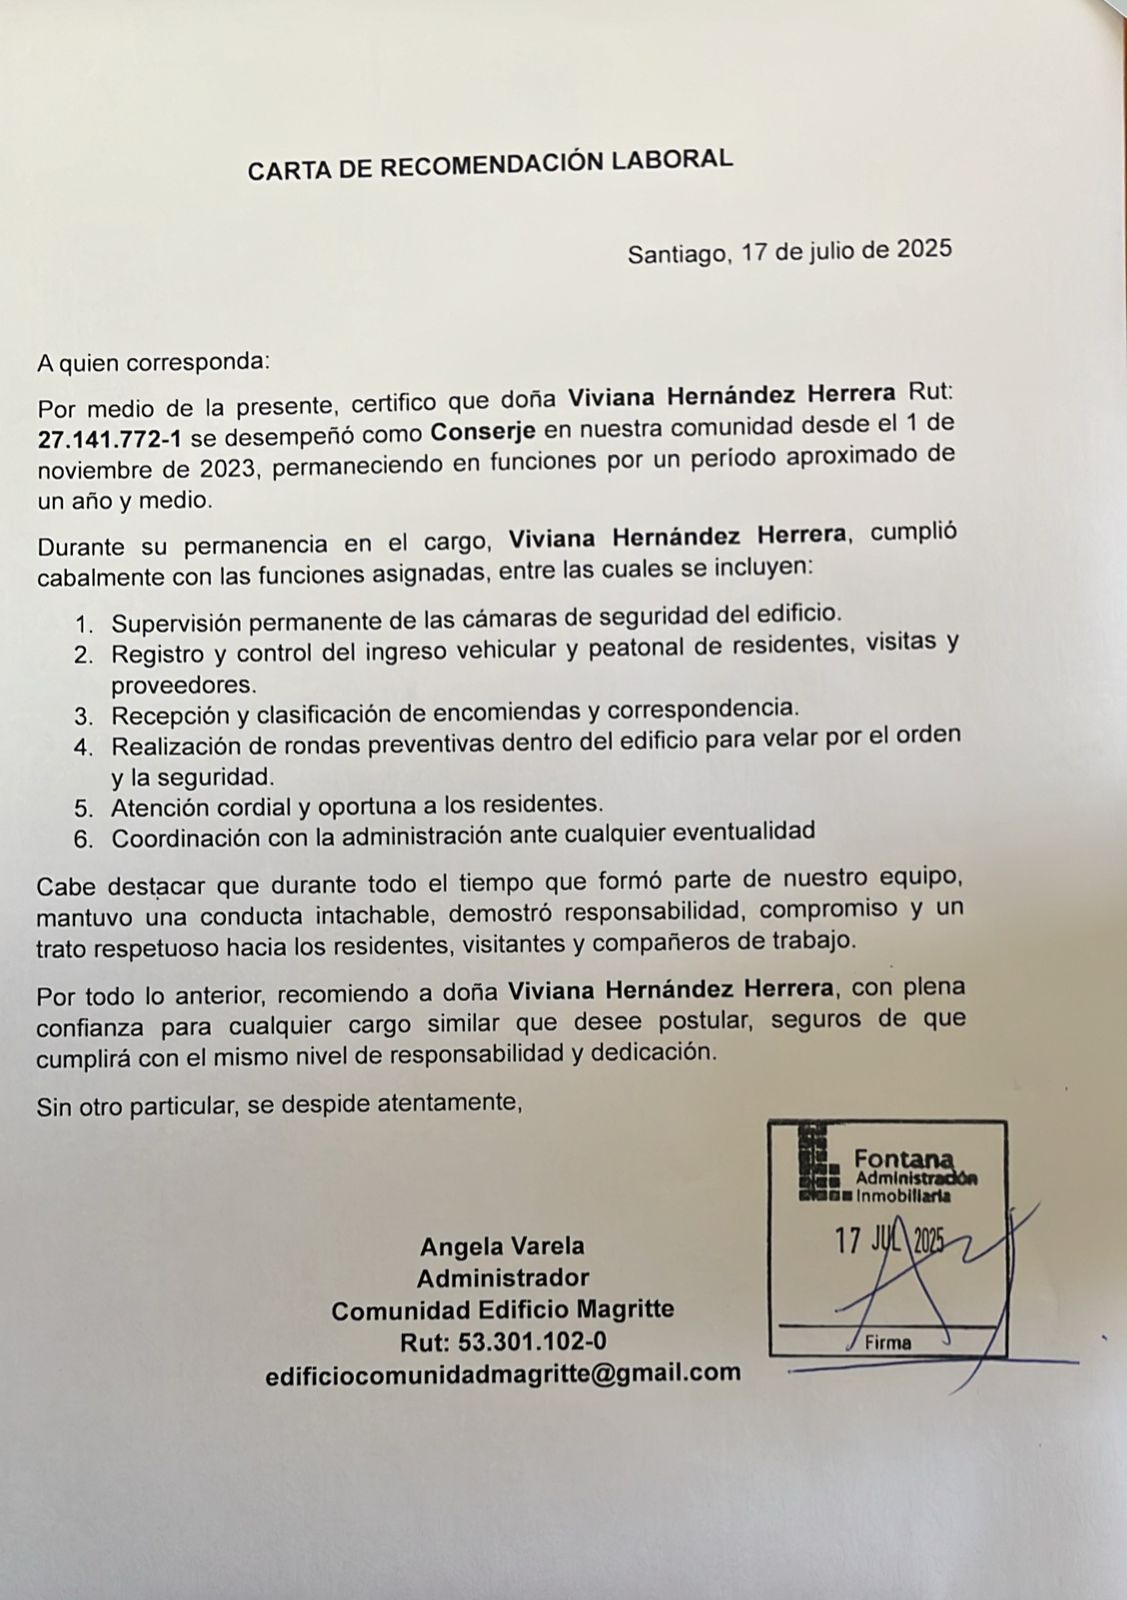 CARTA DE RECOMENDACIÓN LABORAL
Santiago, 17 de julio de 2025
A quien corresponda:
Por medio de la presente, certifico que doña Viviana Hernández Herrera Rut:
27.141.772-1 se desempeñó como Conserje en nuestra comunidad desde el 1 de
noviembre de 2023, permaneciendo en funciones por un período aproximado de
un año y medio.
Durante su permanencia en el cargo, Viviana Hernández Herrera, cumplió
cabalmente con las funciones asignadas, entre las cuales se incluyen:
1. Supervisión permanente de las cámaras de seguridad del edificio.
2. Registro y control del ingreso vehicular y peatonal de residentes, visitas y
proveedores.
3. Recepción y clasificación de encomiendas y correspondencia.
4. Realización de rondas preventivas dentro del edificio para velar por el orden
y la seguridad.
5. Atención cordial y oportuna a los residentes.
6. Coordinación con la administración ante cualquier eventualidad
Cabe destacar que durante todo el tiempo que formó parte de nuestro equipo,
mantuvo una conducta intachable, demostró responsabilidad, compromiso y un
trato respetuoso hacia los residentes, visitantes y compañeros de trabajo.
Por todo lo anterior, recomiendo a doña Viviana Hernández Herrera, con plena
confianza para cualquier cargo similar que desee postular, seguros de que
cumplirá con el mismo nivel de responsabilidad y dedicación.
Sin otro particular, se despide atentamente,
Angela Varela
Administrador
Comunidad Edificio Magritte
Rut: 53.301.102-0
edificiocomunidadmagritte@gmail.com
Fontana
Administración
Inmobiliaria
17 JUL 2025
Firma